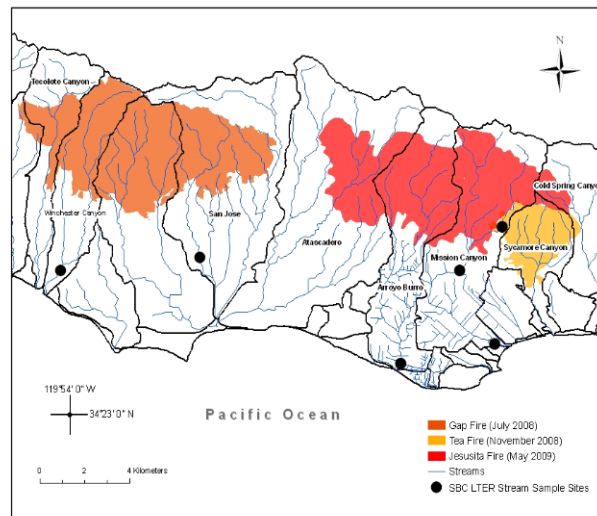 N
Tecolote Canyon
Cold Spring Canyo
Winchester Canyon
San Jose
Atascadero
Sycamore Canyon
Mission Canyon
Arroyo Burro
119°54' 0" W
34°23' 0" N
Pacific Ocean
Gap Fire (July 2008)
Tea Fire (November 2008)
Jesusita Fire (May 2009)
Streams
SBC LTER Stream Sample Sites
0 2 4 Kilometers